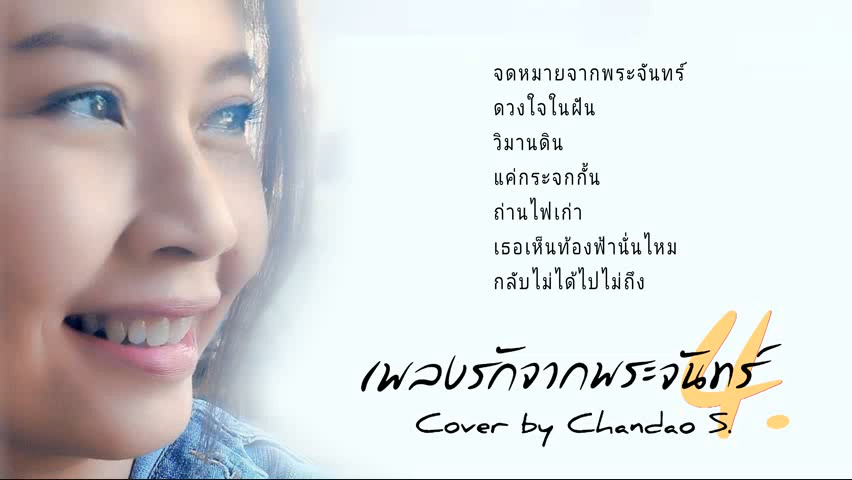 จดหมายจากพระจันทร์
ดวงใจในฝัน
วิมานดิน
แค่กระจกกั้น
ถ่านไฟเก่า
เธอเห็นท้องฟ้านั่นไหม
กลับไม่ได้ไปไม่ถึง
เพลงรักจากพระจันทร์ 4.
Cover by Chandao S.